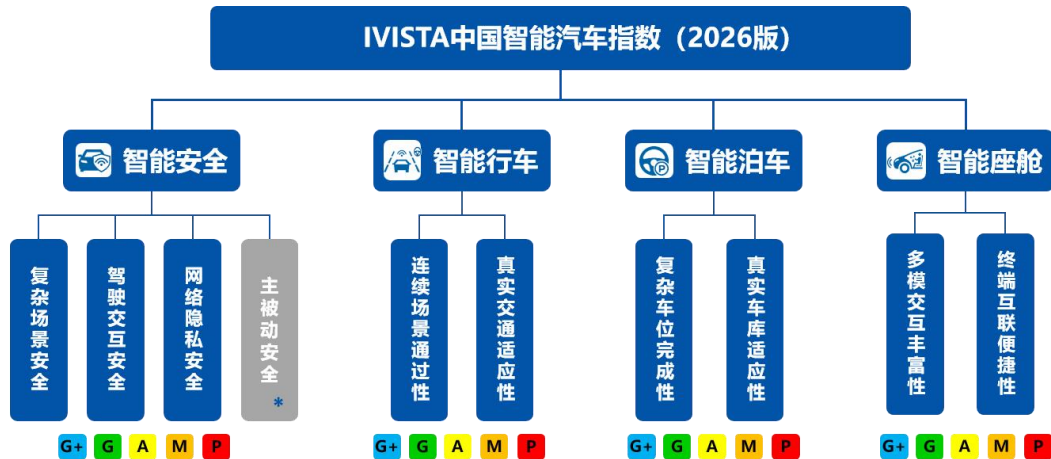 IVISTA中国智能汽车指数（2026版）
智能安全
智能行车
智能泊车
P
智能座舱
复杂场景安全
驾驶交互安全
网络隐私安全
主被动安全
*
连续场景通过性
真实交通适应性
复杂车位完成性
真实车库适应性
多模交互丰富性
终端互联便捷性
G+ G A M P
G+ G A M P
G+ G A M P
G+ G A M P